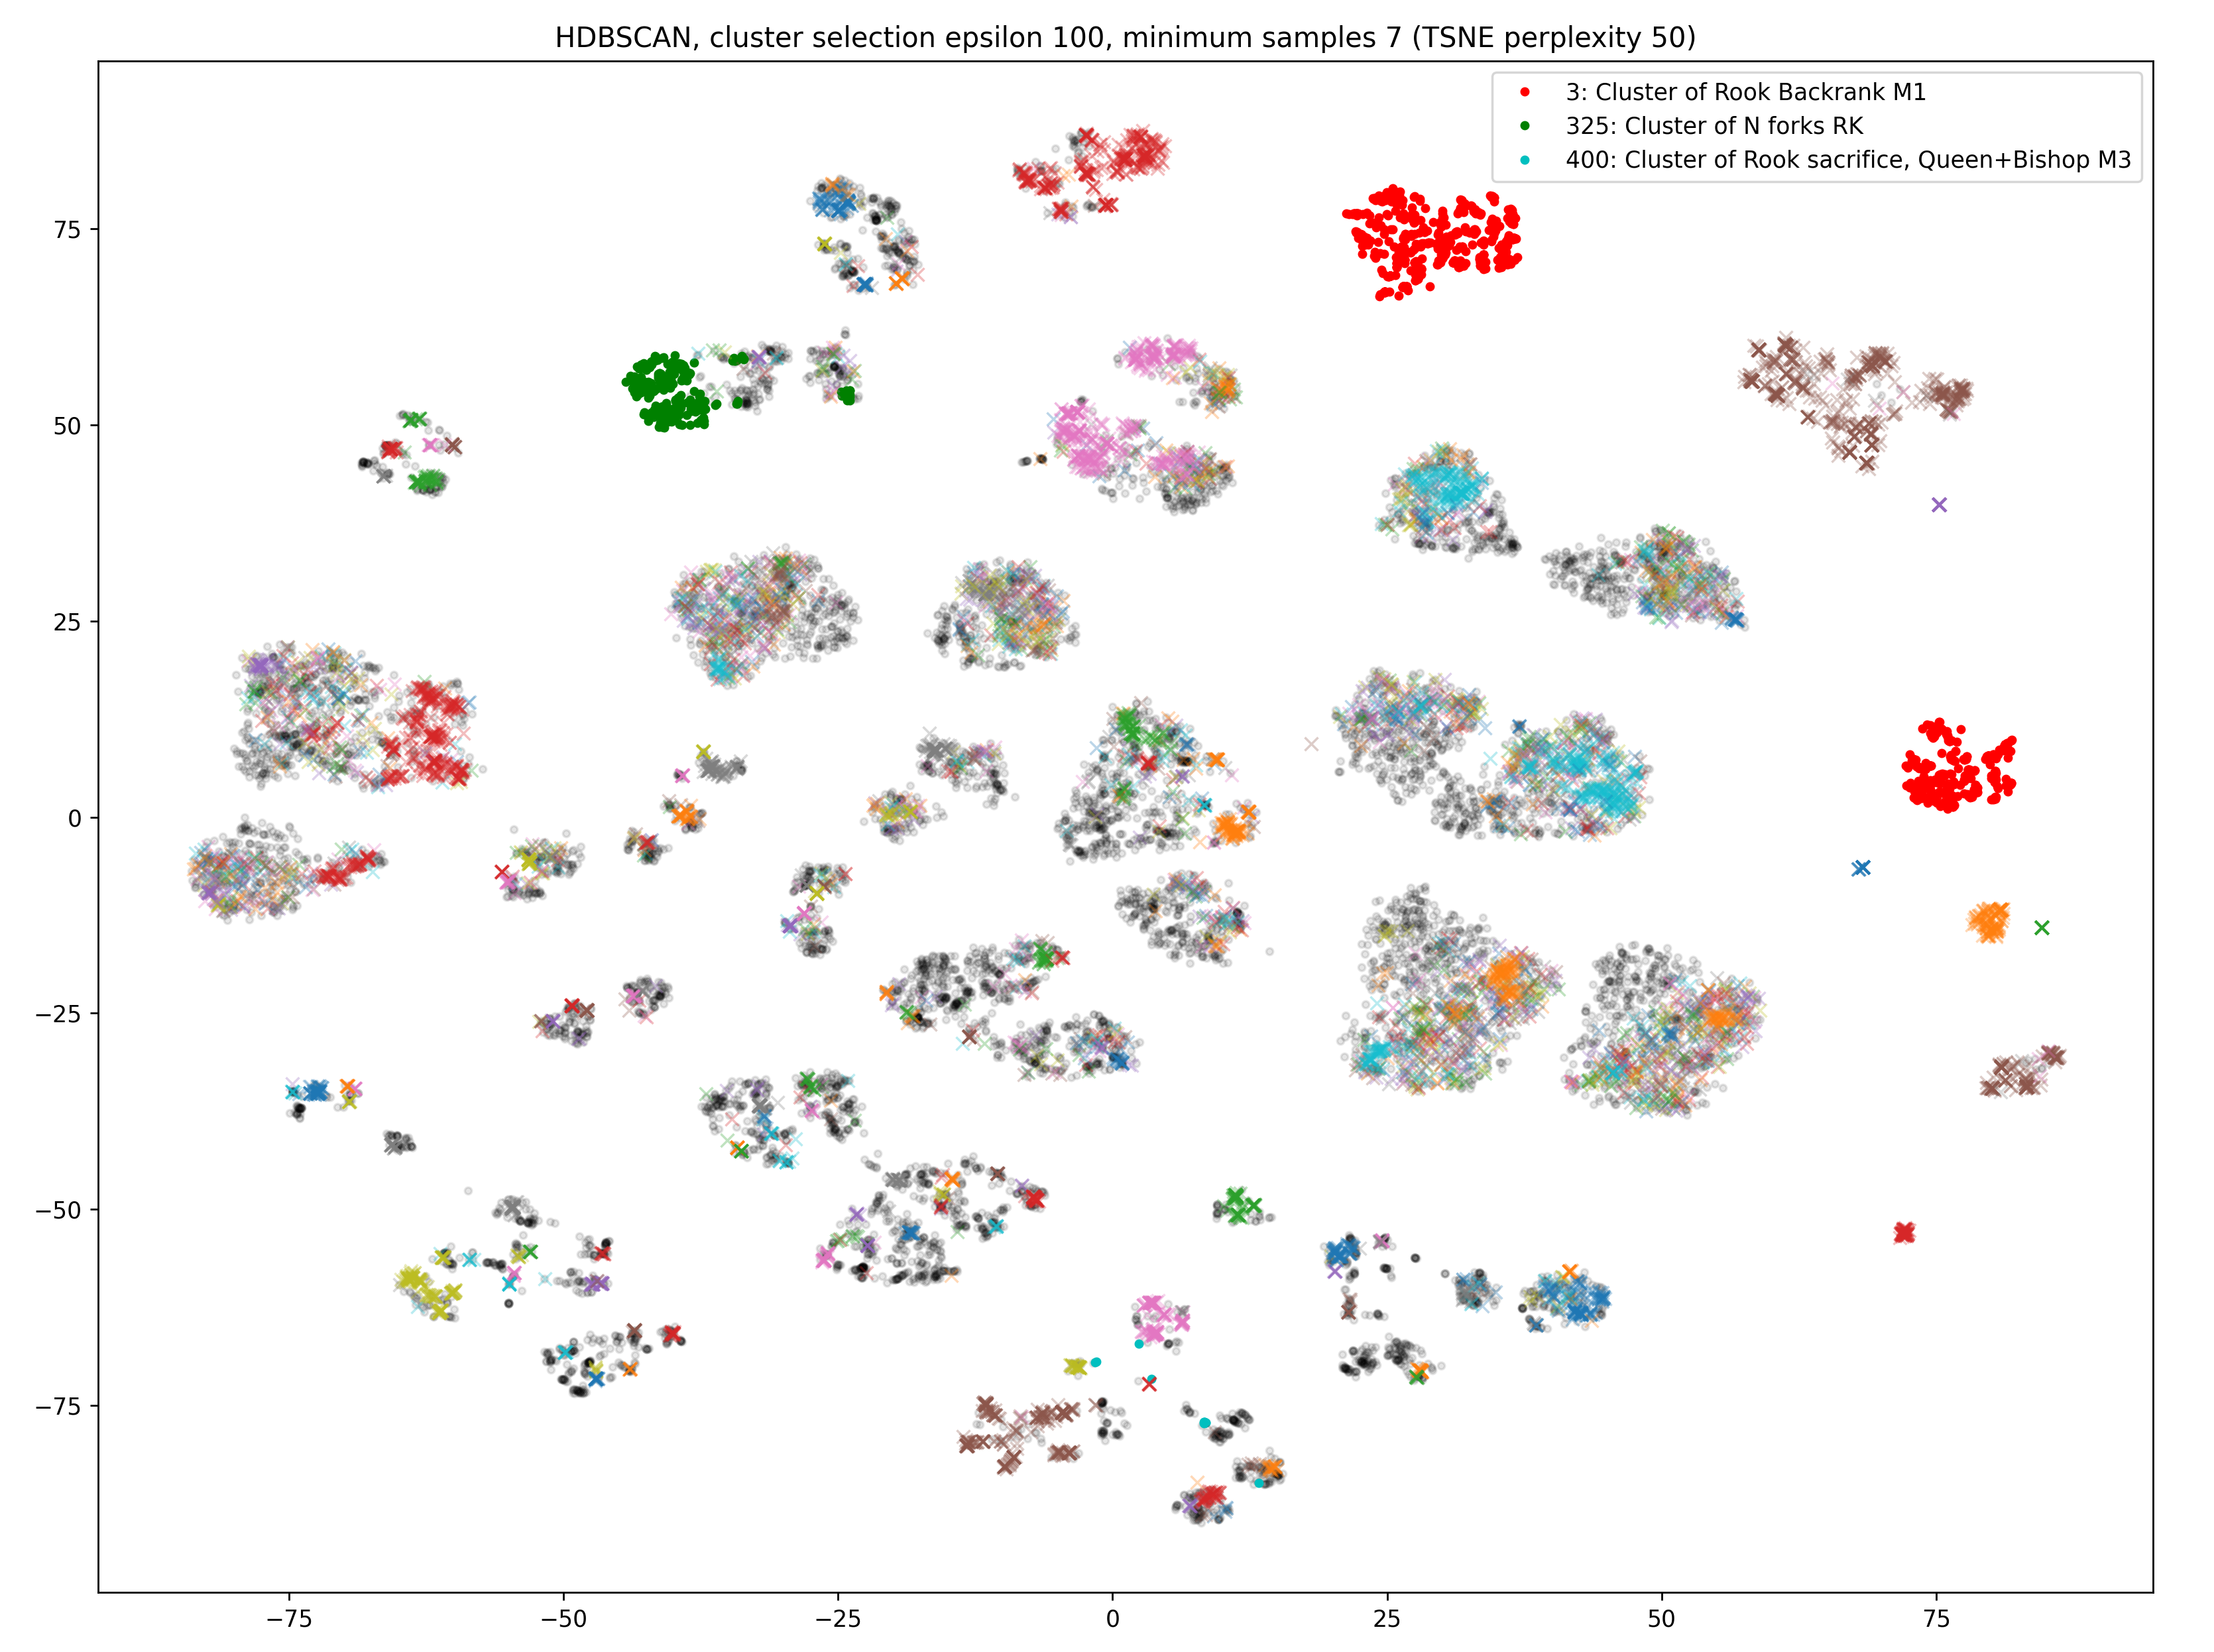 HDBSCAN, cluster selection epsilon 100, minimum samples 7 (TSNE perplexity 50)
3: Cluster of Rook Backrank M1
325: Cluster of N forks RK
400: Cluster of Rook sacrifice, Queen+Bishop M3
75
50
25
0
−25
−50
−75
−75 −50 −25 0 25 50 75